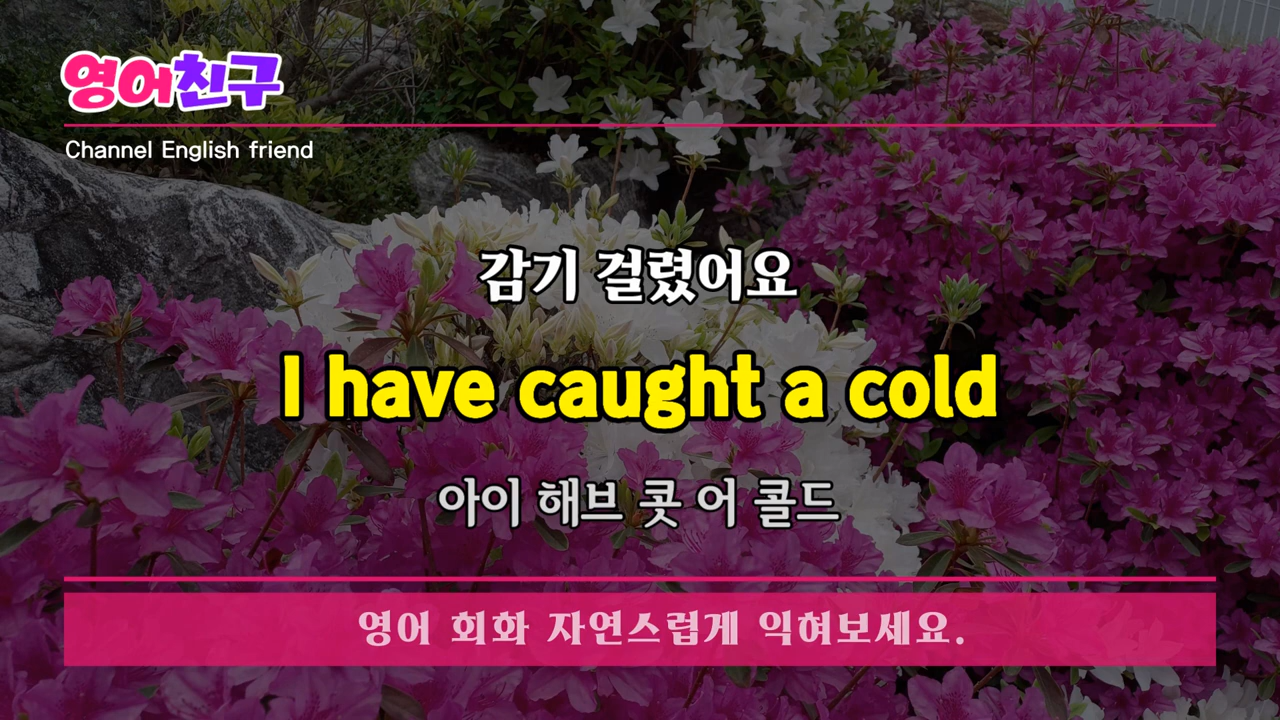 영어친구
Channel English friend
감기 걸렸어요
I have caught a cold
아이 해브 콧 어 콜드
영어 회화 자연스럽게 익혀보세요.